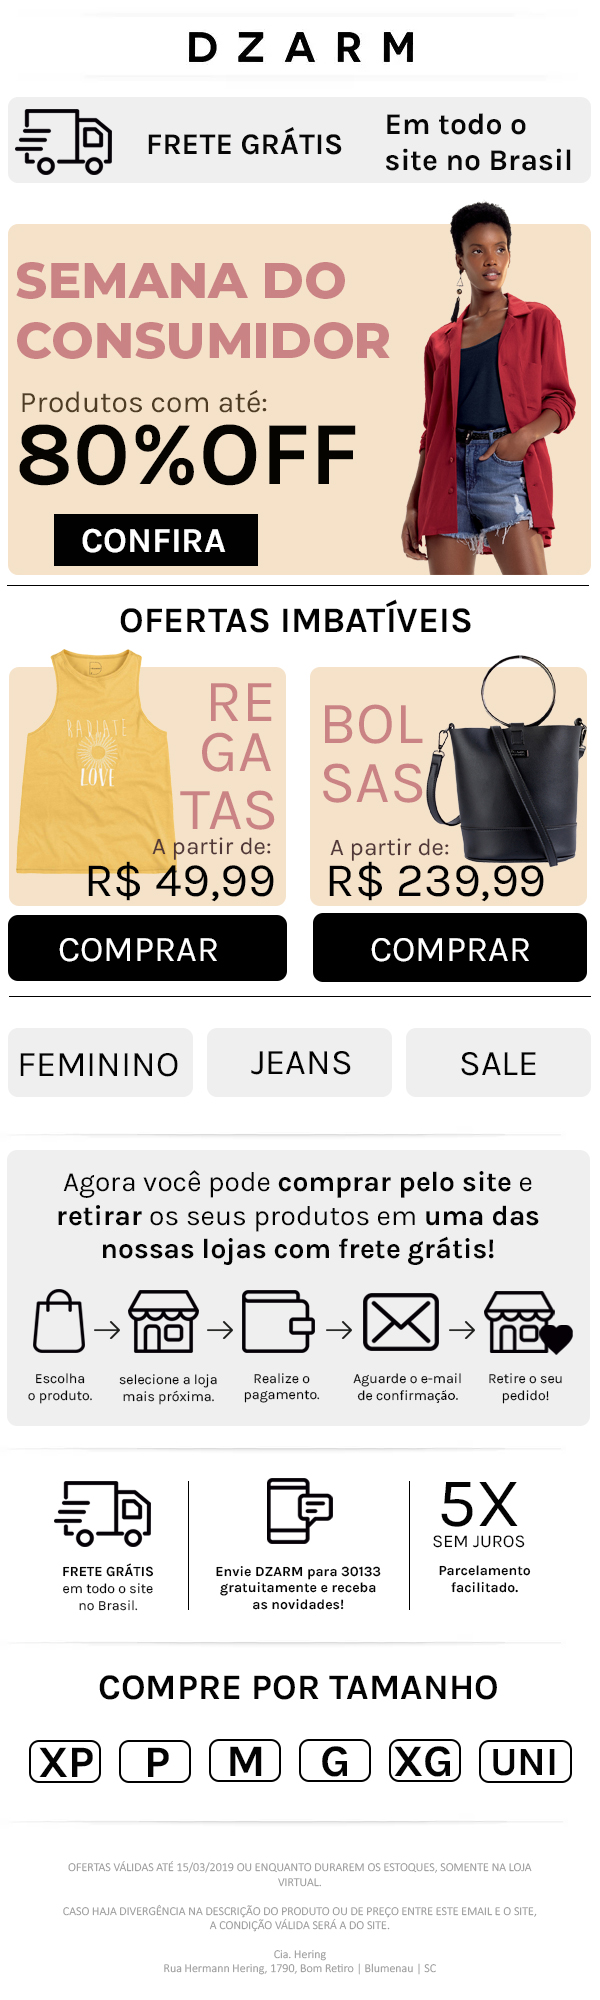 DZARM
FRETE GRÁTIS
Em todo o
site no Brasil
SEMANA DO
CONSUMIDOR
Produtos com até:
80%OFF
CONFIRA
OFERTAS IMBATÍVEIS
RADIATE
LOVE
RE
GA
TAS
A partir de:
R$ 49,99
BOL
SAS
A partir de:
R$ 239,99
COMPRAR
COMPRAR
FEMININO
JEANS
SALE
Agora você pode comprar pelo site e
retirar os seus produtos em uma das
nossas lojas com frete grátis!
Escolha
o produto.
selecione a loja
mais próxima.
Realize o
pagamento.
Aguarde o e-mail
de confirmação.
Retire o seu
pedido!
FRETE GRÁTIS
em todo o site
no Brasil.
Envie DZARM para 30133
gratuitamente e receba
as novidades!
5X
SEM JUROS
Parcelamento
facilitado.
COMPRE POR TAMANHO
XP
P
M
G
XG
UNI
OFERTAS VÁLIDAS ATÉ 15/03/2019 OU ENQUANTO DURAREM OS ESTOQUES, SOMENTE NA LOJA
VIRTUAL.
CASO HAJA DIVERGÊNCIA NA DESCRIÇÃO DO PRODUTO OU DE PREÇO ENTRE ESTE EMAIL E O SITE,
A CONDIÇÃO VÁLIDA SERÁ A DO SITE.
Cia. Hering
Rua Hermann Hering, 1790, Bom Retiro | Blumenau | SC